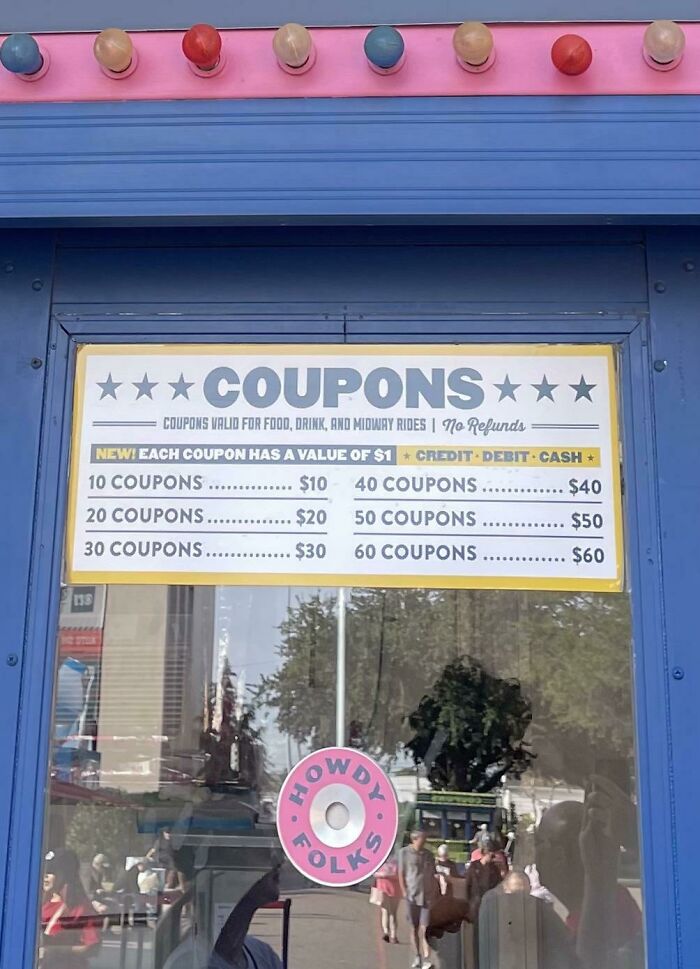 ★ ★ ★ COUPONS ★ ★ ★
COUPONS VALID FOR FOOD, DRINK, AND MIDWAY RIDES | No Refunds
NEW! EACH COUPON HAS A VALUE OF $1 ★ CREDIT · DEBIT · CASH ★
10 COUPONS .............. $10
20 COUPONS .............. $20
30 COUPONS .............. $30
40 COUPONS ............. $40
50 COUPONS ............. $50
60 COUPONS ............. $60
HOWDY
FOLKS